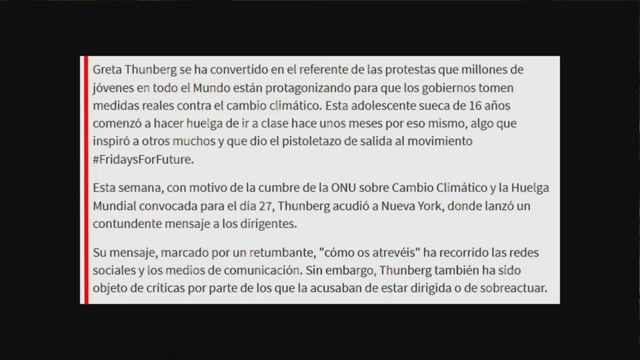 Greta Thunberg se ha convertido en el referente de las protestas que millones de
jóvenes en todo el Mundo están protagonizando para que los gobiernos tomen
medidas reales contra el cambio climático. Esta adolescente sueca de 16 años
comenzó a hacer huelga de ir a clase hace unos meses por eso mismo, algo que
inspiró a otros muchos y que dio el pistoletazo de salida al movimiento
#FridaysForFuture.
Esta semana, con motivo de la cumbre de la ONU sobre Cambio Climático y la Huelga
Mundial convocada para el día 27, Thunberg acudió a Nueva York, donde lanzó un
contundente mensaje a los dirigentes.
Su mensaje, marcado por un retumbante, "cómo os atrevéis" ha recorrido las redes
sociales y los medios de comunicación. Sin embargo, Thunberg también ha sido
objeto de críticas por parte de los que la acusaban de estar dirigida o de sobreactuar.